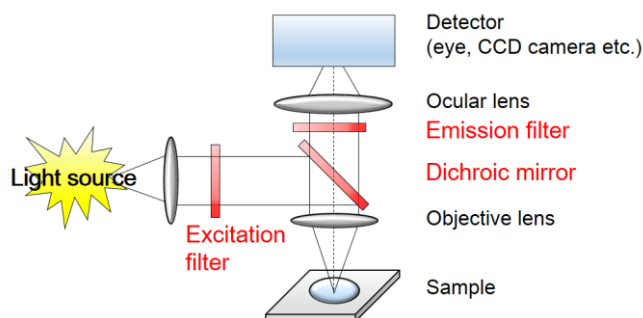 Detector
(eye, CCD camera etc.)
Ocular lens
Emission filter
Dichroic mirror
Light source
Objective lens
Excitation
filter
Sample